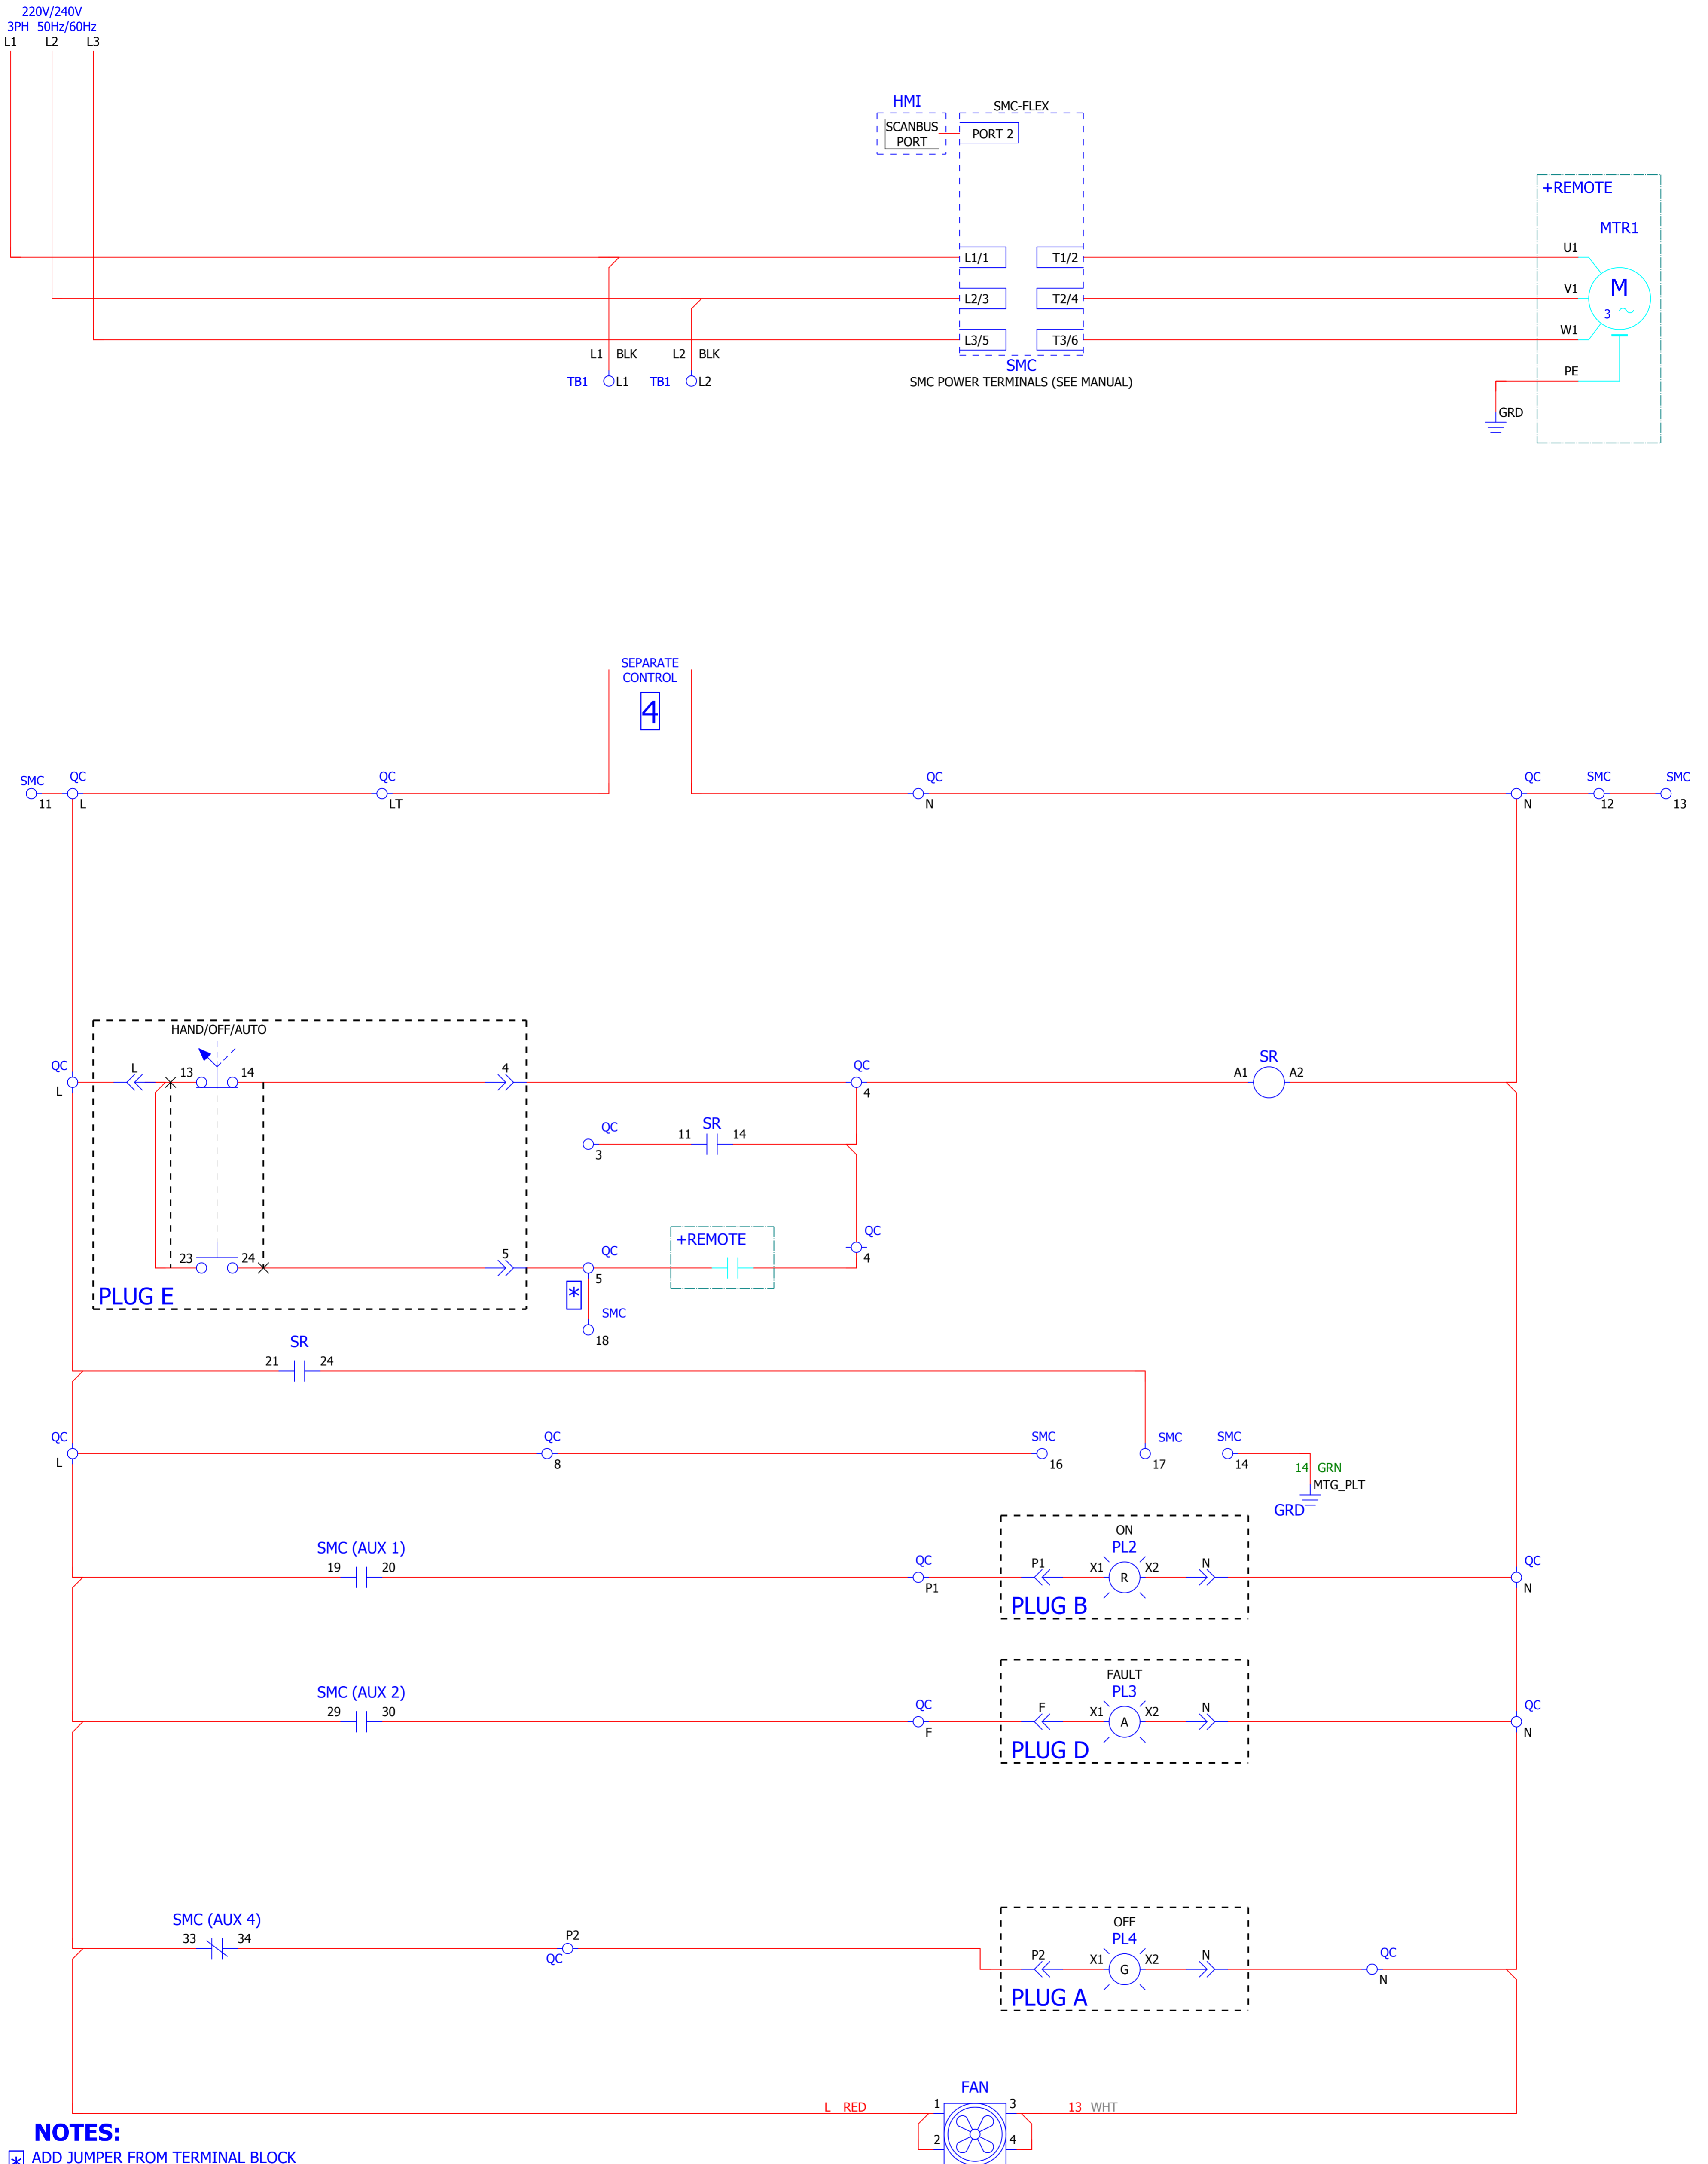 220V/240V
3PH 50Hz/60Hz
L1 L2 L3
HMI
SCANBUS
PORT
SMC-FLEX
PORT 2
L1/1 T1/2
L2/3 T2/4
L3/5 T3/6
SMC
SMC POWER TERMINALS (SEE MANUAL)
+REMOTE
MTR1
U1
V1
W1
PE
M
3
GRD
L1 BLK L2 BLK
TB1 L1 TB1 L2
SEPARATE
CONTROL
4
SMC QC QC QC QC SMC SMC
11 L LT N N 12 13
HAND/OFF/AUTO
QC L 13 14 4 QC SR
L 4 A1 A2
QC SR
3 11 14
23 24 5 QC +REMOTE QC
5 4
PLUG E
*
SMC
18
SR
21 24
QC QC SMC SMC SMC
L 8 16 17 14
14 GRN
MTG_PLT
GRD
SMC (AUX 1)
19 20
QC
P1
ON
PL2
P1 X1 R X2 N
PLUG B
QC
N
SMC (AUX 2)
29 30
QC
F
FAULT
PL3
F X1 A X2 N
PLUG D
QC
N
SMC (AUX 4)
33 34
P2
QC
OFF
PL4
P2 X1 G X2 N
PLUG A
QC
N
FAN
L RED 1 3 13 WHT
2 4
NOTES:
* ADD JUMPER FROM TERMINAL BLOCK